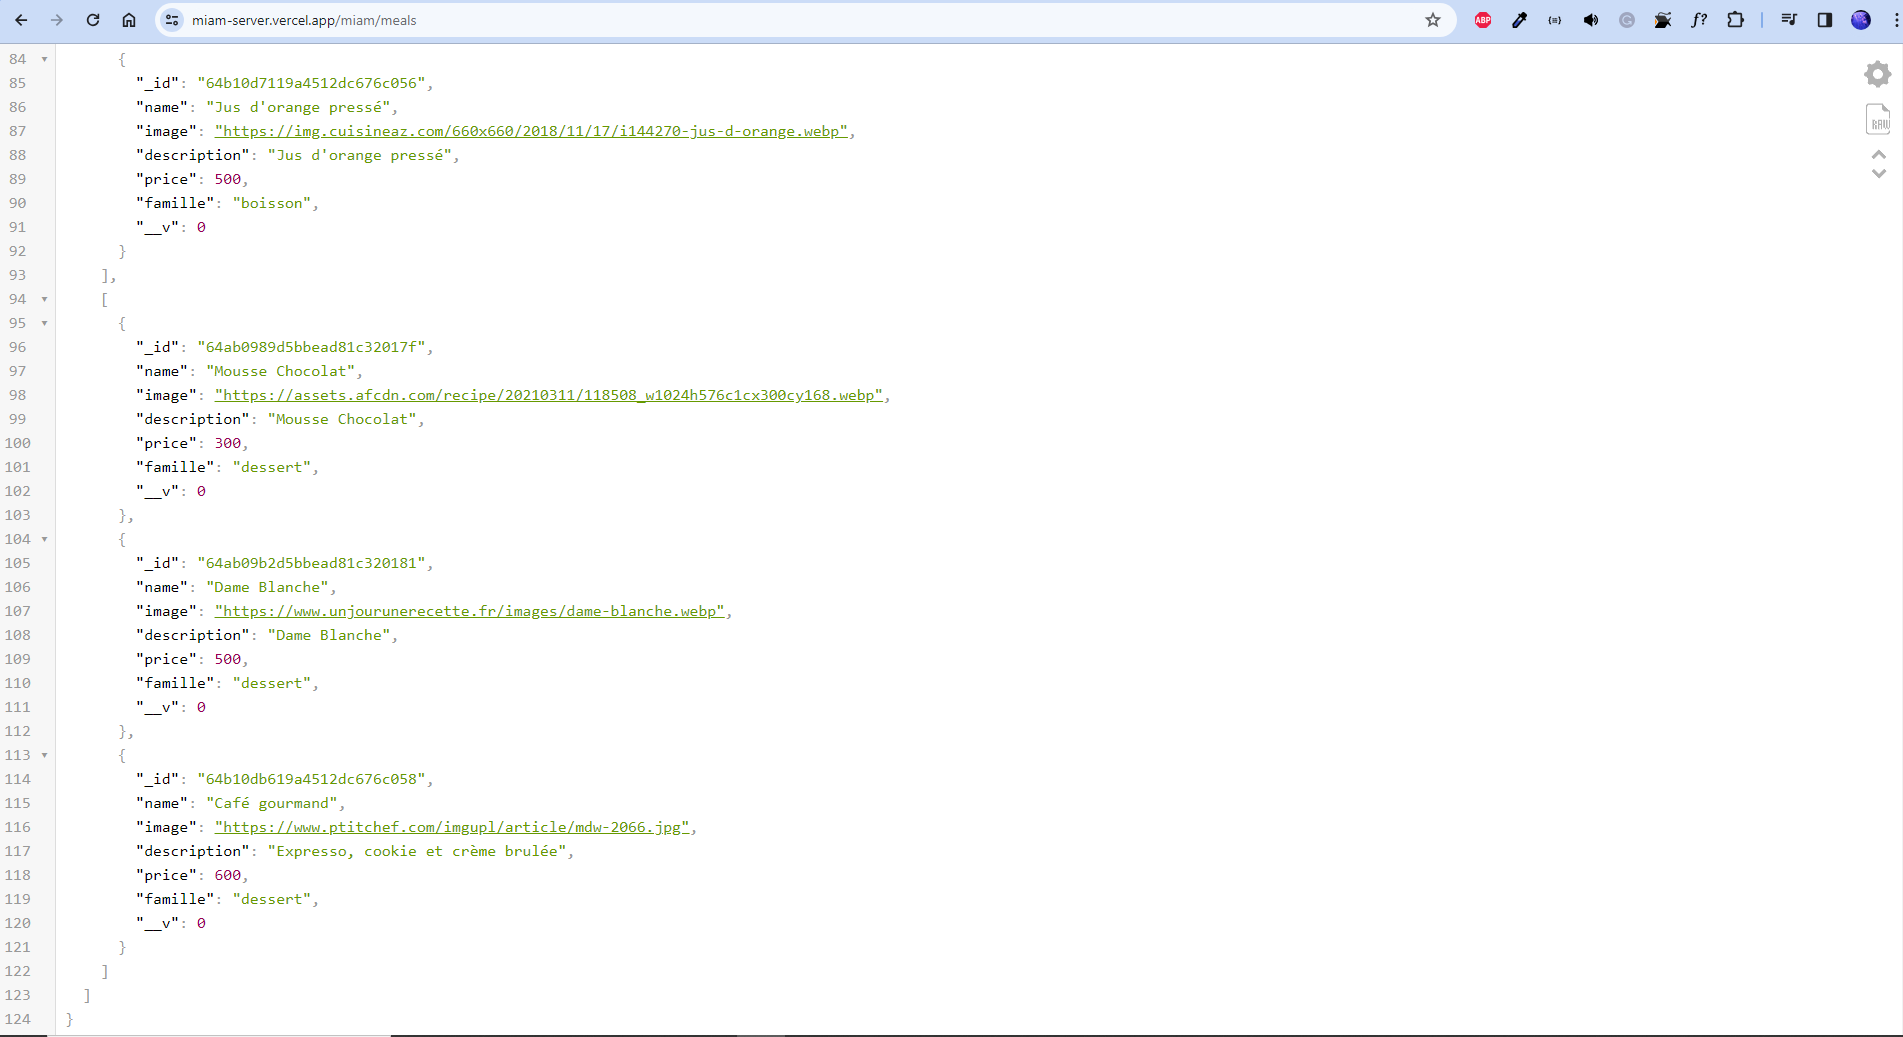 miam-server.vercel.app/miam/meals
ABP
f?
RAW
84 {
85 "_id": "64b10d7119a4512dc676c056",
86 "name": "Jus d'orange pressé",
87 "image": "https://img.cuisineaz.com/660x660/2018/11/17/i144270-jus-d-orange.webp",
88 "description": "Jus d'orange pressé",
89 "price": 500,
90 "famille": "boisson",
91 "__v": 0
92 }
93 ],
94 [
95 {
96 "_id": "64ab0989d5bbead81c32017f",
97 "name": "Mousse Chocolat",
98 "image": "https://assets.afcdn.com/recipe/20210311/118508_w1024h576c1cx300cy168.webp",
99 "description": "Mousse Chocolat",
100 "price": 300,
101 "famille": "dessert",
102 "__v": 0
103 },
104 {
105 "_id": "64ab09b2d5bbead81c320181",
106 "name": "Dame Blanche",
107 "image": "https://www.unjourunerecette.fr/images/dame-blanche.webp",
108 "description": "Dame Blanche",
109 "price": 500,
110 "famille": "dessert",
111 "__v": 0
112 },
113 {
114 "_id": "64b10db619a4512dc676c058",
115 "name": "Café gourmand",
116 "image": "https://www.ptitchef.com/imgupl/article/mdw-2066.jpg",
117 "description": "Expresso, cookie et crème brulée",
118 "price": 600,
119 "famille": "dessert",
120 "__v": 0
121 }
122 ]
123 ]
124 }